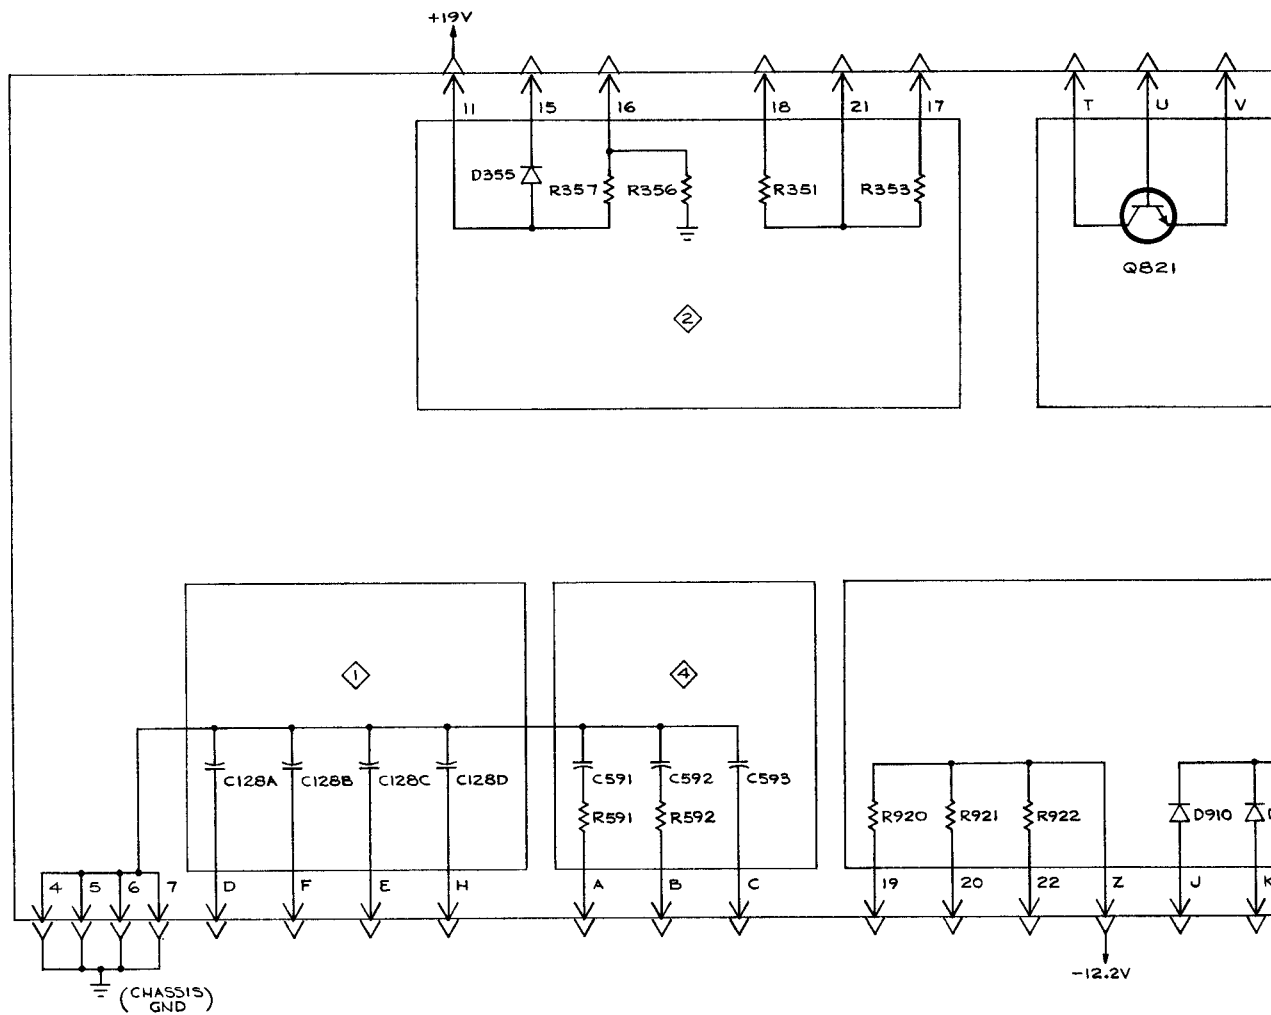 +19V
11 15 16 18 21 17 T U V
D355 R357 R356 R351 R353
Q821
2
1 4
C128A C128B C128C C128D C591 C592 C593
R591 R592 R920 R921 R922 D910
4 5 6 7 D F E H A B C 19 20 22 Z J K
-12.2V
(CHASSIS
GND)